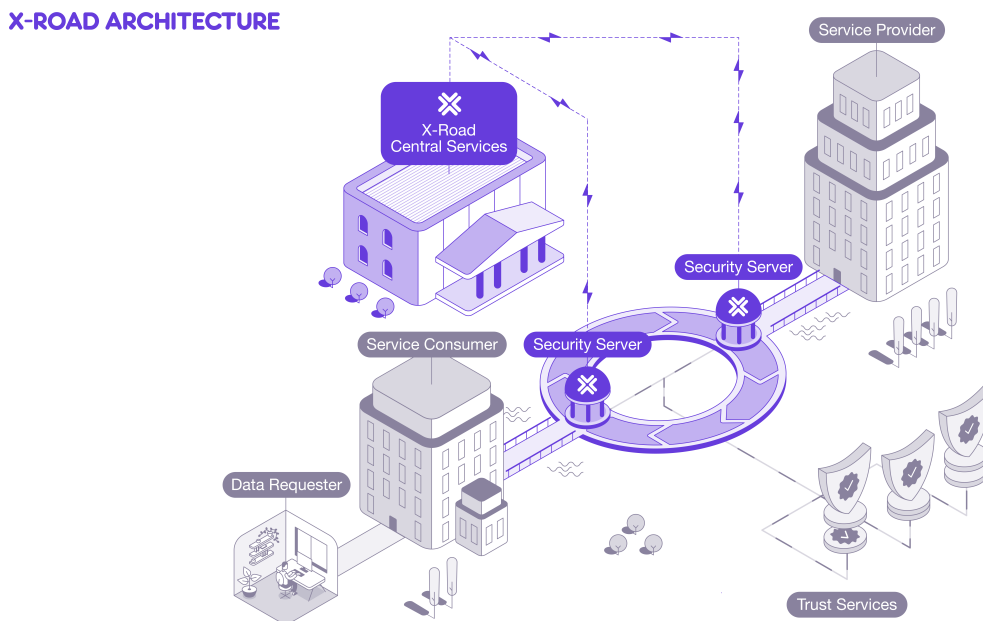 X-ROAD ARCHITECTURE
Service Provider
X-Road
Central Services
Security Server
Service Consumer
Security Server
Data Requester
Trust Services